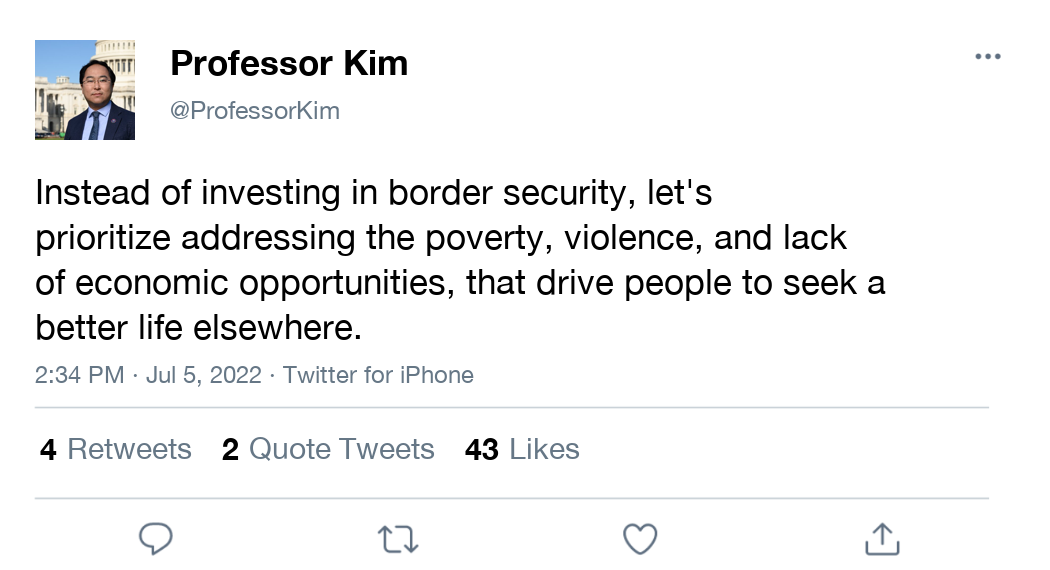 Professor Kim
@ProfessorKim
Instead of investing in border security, let's
prioritize addressing the poverty, violence, and lack
of economic opportunities, that drive people to seek a
better life elsewhere.
2:34 PM · Jul 5, 2022 · Twitter for iPhone
4 Retweets 2 Quote Tweets 43 Likes